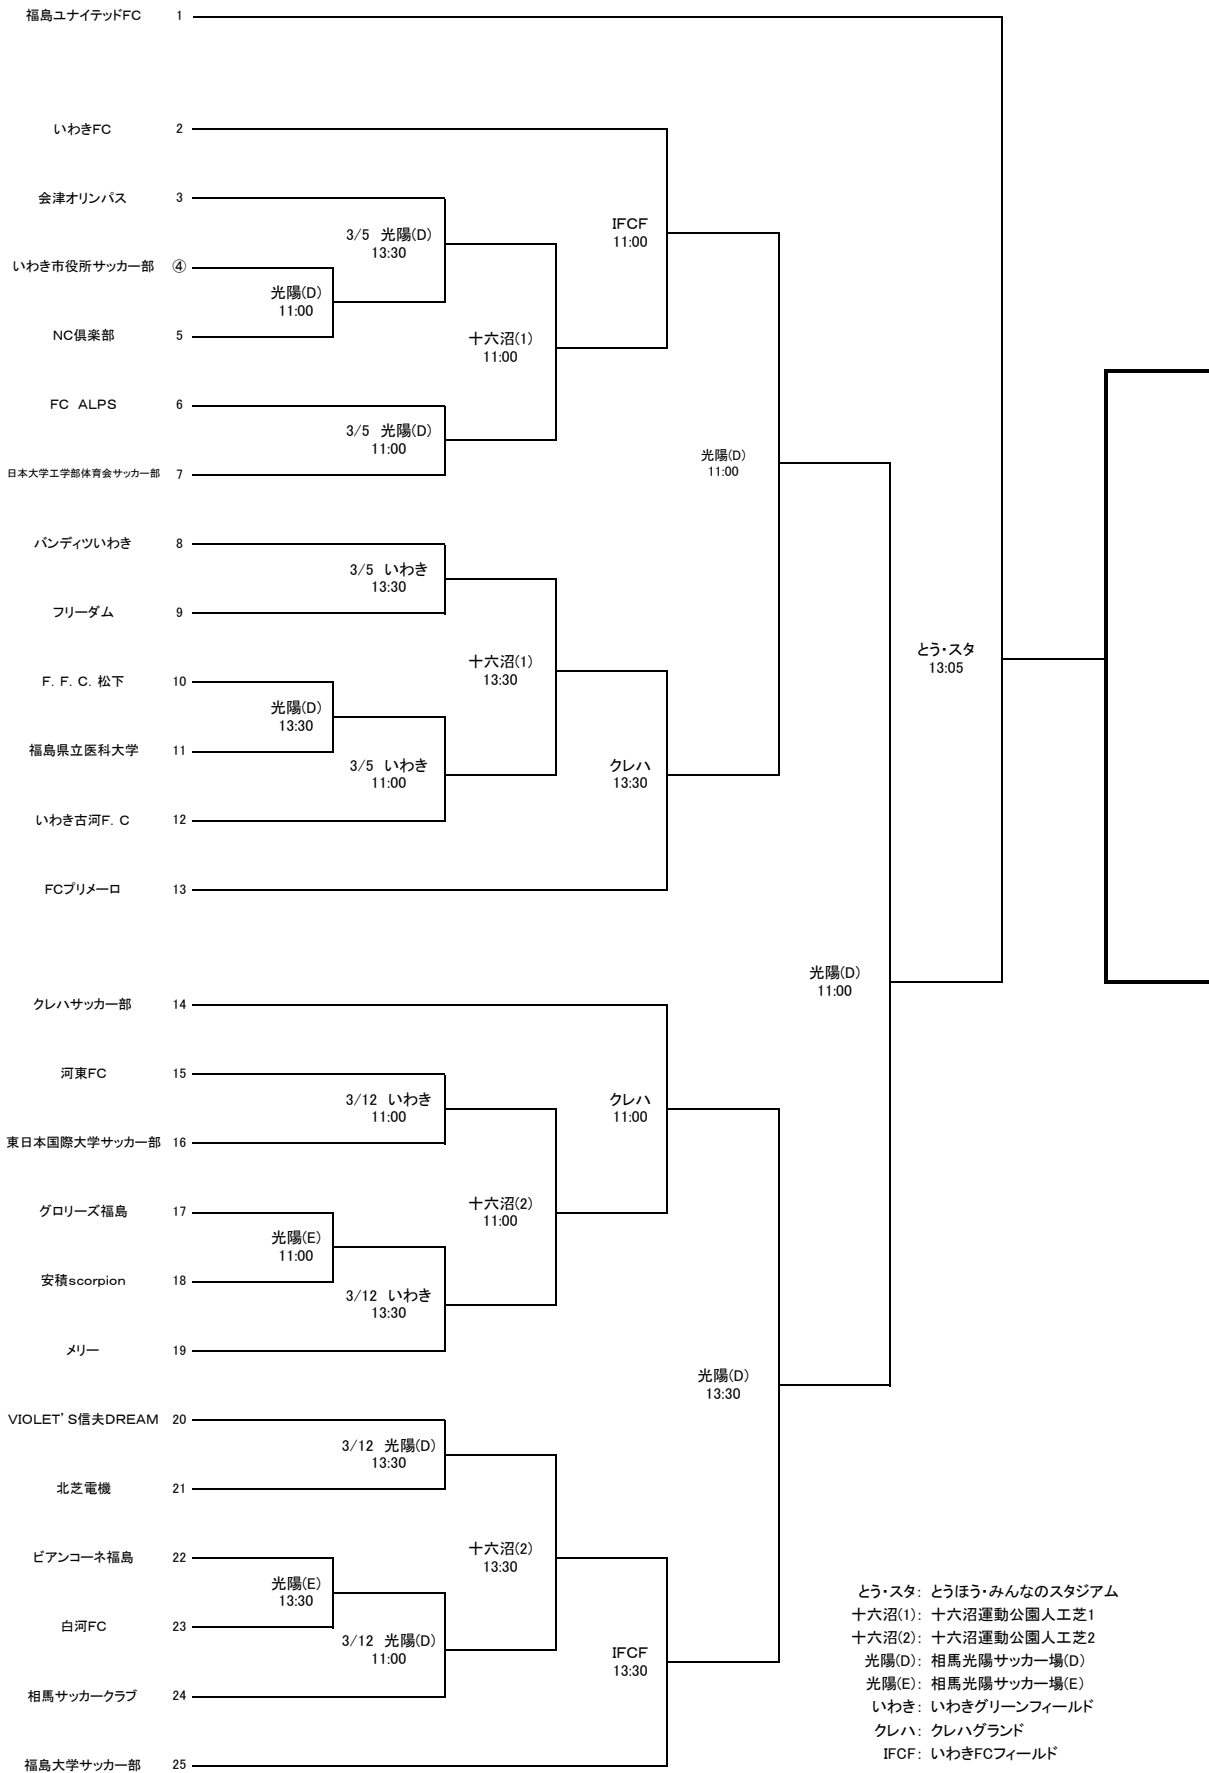 福島ユナイテッドFC 1
いわきFC 2
会津オリンパス 3
IFCF
11:00
3/5 光陽(D)
13:30
いわき市役所サッカー部 ④
光陽(D)
11:00
NC倶楽部 5
十六沼(1)
11:00
FC ALPS 6
3/5 光陽(D)
11:00
光陽(D)
11:00
日本大学工学部体育会サッカー部 7
バンディツいわき 8
3/5 いわき
13:30
フリーダム 9
とう・スタ
13:05
十六沼(1)
13:30
F. F. C. 松下 10
光陽(D)
13:30
福島県立医科大学 11
3/5 いわき
11:00
クレハ
13:30
いわき古河F. C 12
FCプリメーロ 13
光陽(D)
11:00
クレハサッカー部 14
河東FC 15
3/12 いわき
11:00
クレハ
11:00
東日本国際大学サッカー部 16
十六沼(2)
11:00
グロリーズ福島 17
光陽(E)
11:00
安積scorpion 18
3/12 いわき
13:30
メリー 19
光陽(D)
13:30
VIOLET'S信夫DREAM 20
3/12 光陽(D)
13:30
北芝電機 21
十六沼(2)
13:30
ビアンコーネ福島 22
光陽(E)
13:30
白河FC 23
3/12 光陽(D)
11:00
IFCF
13:30
相馬サッカークラブ 24
福島大学サッカー部 25
とう・スタ: とうほう・みんなのスタジアム
十六沼(1): 十六沼運動公園人工芝1
十六沼(2): 十六沼運動公園人工芝2
光陽(D): 相馬光陽サッカー場(D)
光陽(E): 相馬光陽サッカー場(E)
いわき: いわきグリーンフィールド
クレハ: クレハグランド
IFCF: いわきFCフィールド